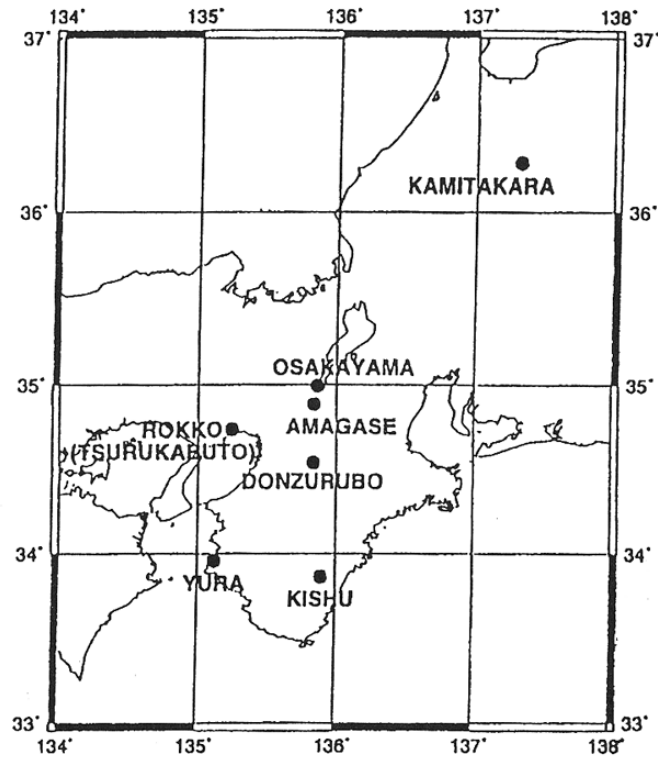 134° 135° 136° 137° 138°
37° 37°
KAMITAKARA
36° 36°
OSAKAYAMA
35° 35°
AMAGASE
ROKKO
(TSURUKABUTO)
DONZURUBO
34° 34°
YURA
KISHU
33° 33°
134° 135° 136° 137° 138°